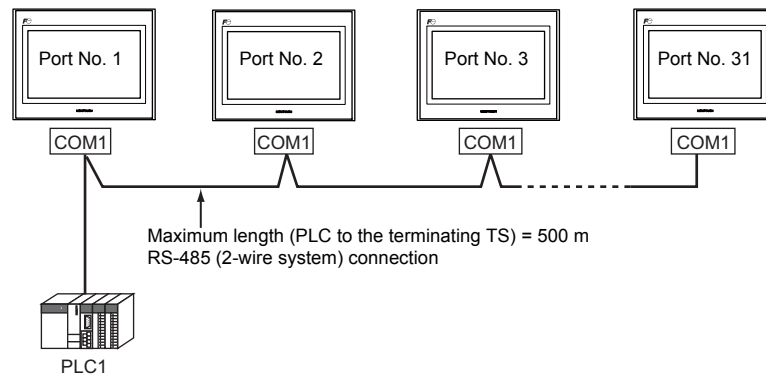 Port No. 1
Port No. 2
Port No. 3
Port No. 31
COM1
COM1
COM1
COM1
Maximum length (PLC to the terminating TS) = 500 m
RS-485 (2-wire system) connection
PLC1